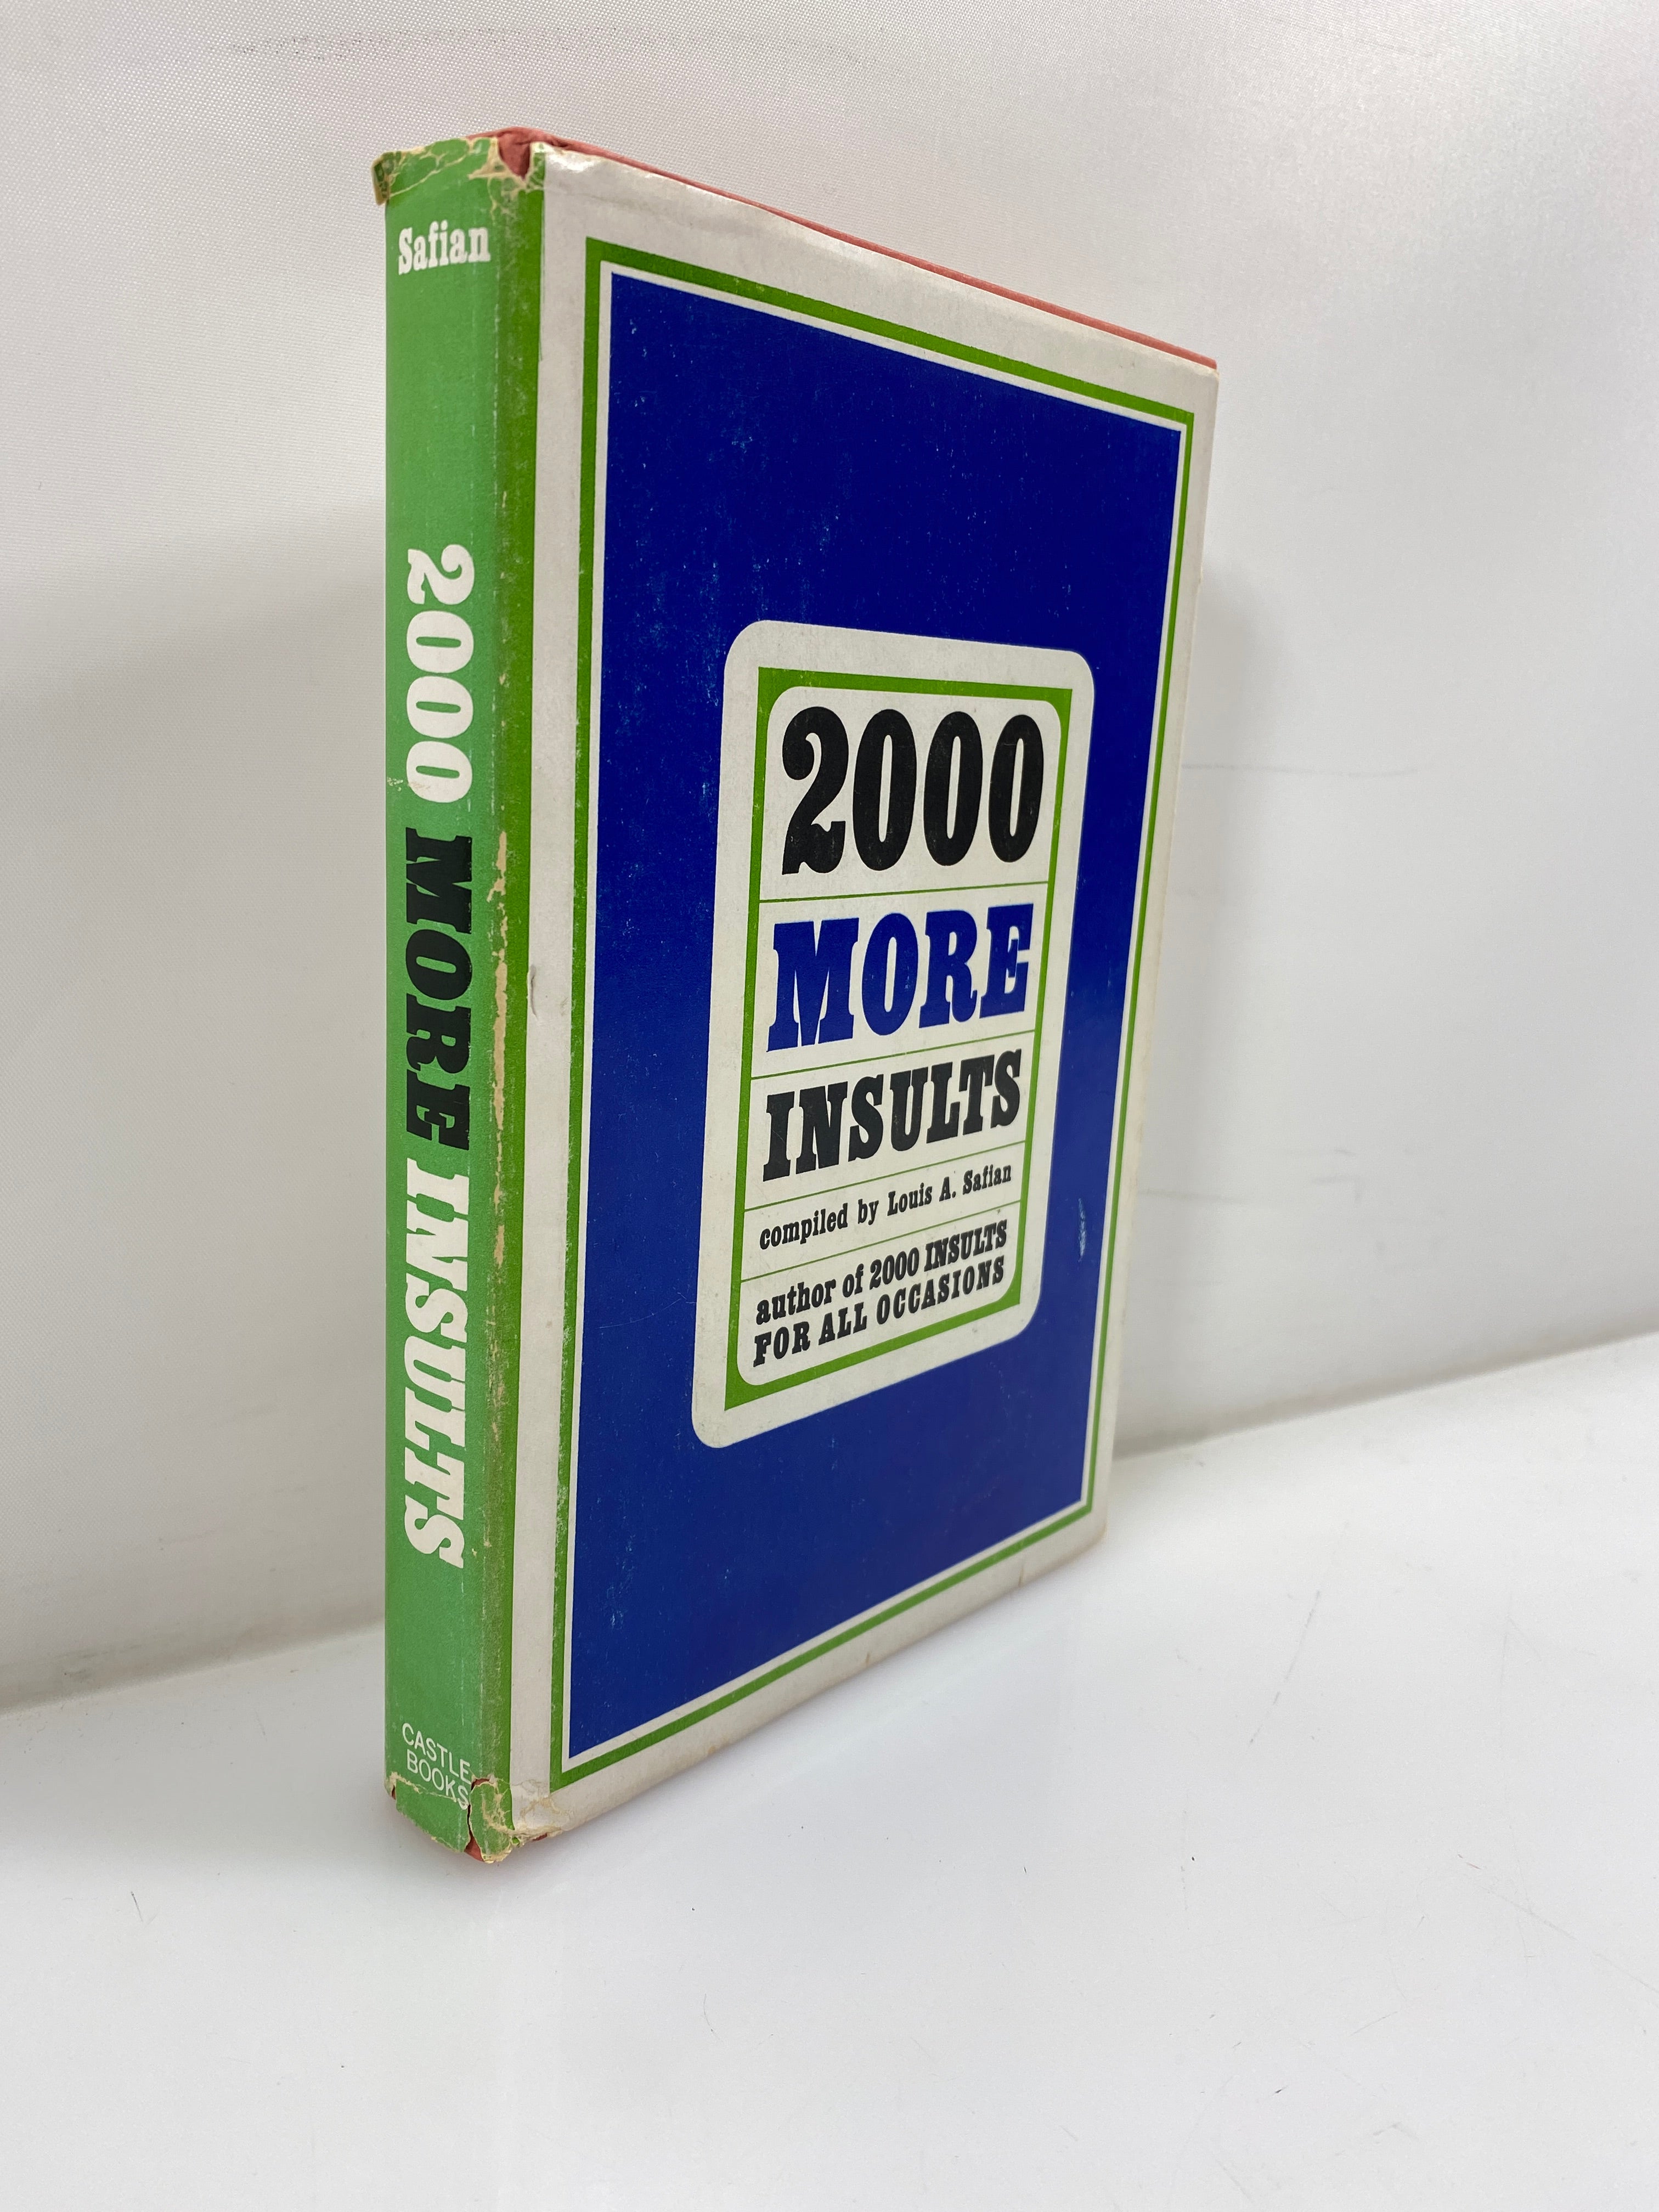 Safian
2000 MORE INSULTS
CASTLE
BOOKS
2000
MORE
INSULTS
compiled by Louis A. Safian
author of 2000 INSULTS
FOR ALL OCCASIONS